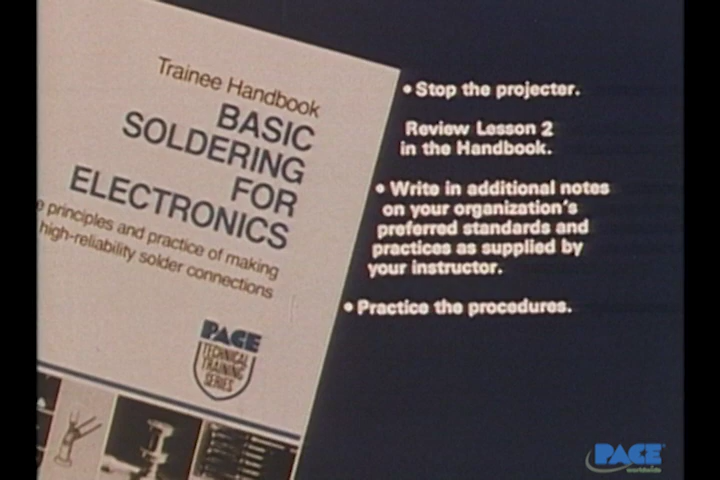 Trainee Handbook
BASIC
SOLDERING
FOR
ELECTRONICS
principles and practice of making
high-reliability solder connections
PACE
TECHNICAL
TRAINING
SERIES
• Stop the projector.
Review Lesson 2
in the Handbook.
• Write in additional notes
on your organization's
preferred standards and
practices as supplied by
your instructor.
• Practice the procedures.
PACE
worldwide